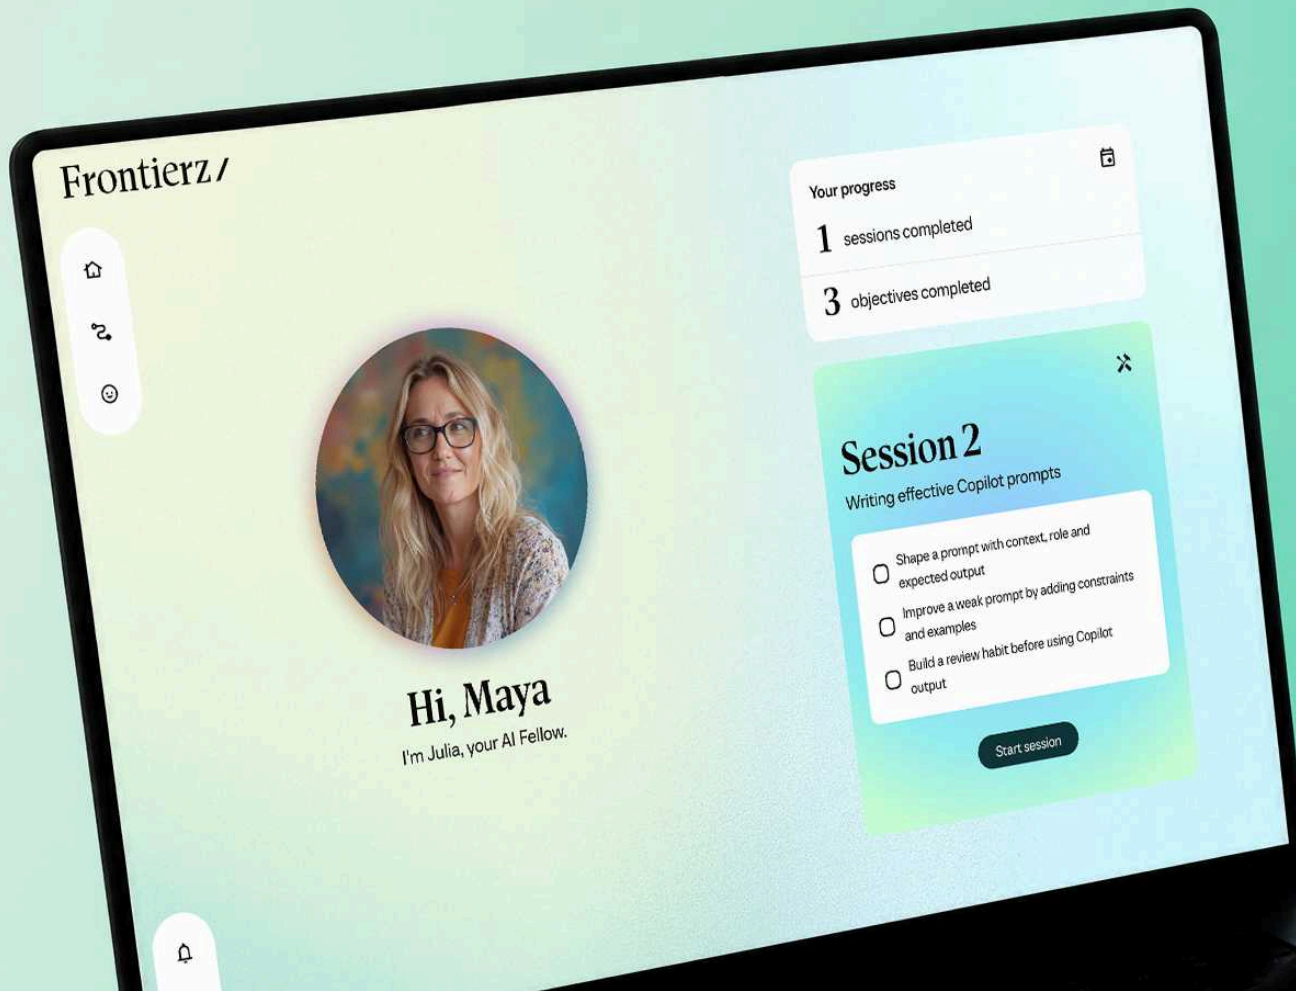 Frontierz/
Your progress
1 sessions completed
3 objectives completed
Session 2
Writing effective Copilot prompts
Shape a prompt with context, role and
expected output
Improve a weak prompt by adding constraints
and examples
Build a review habit before using Copilot
output
Start session
Hi, Maya
I'm Julia, your AI Fellow.